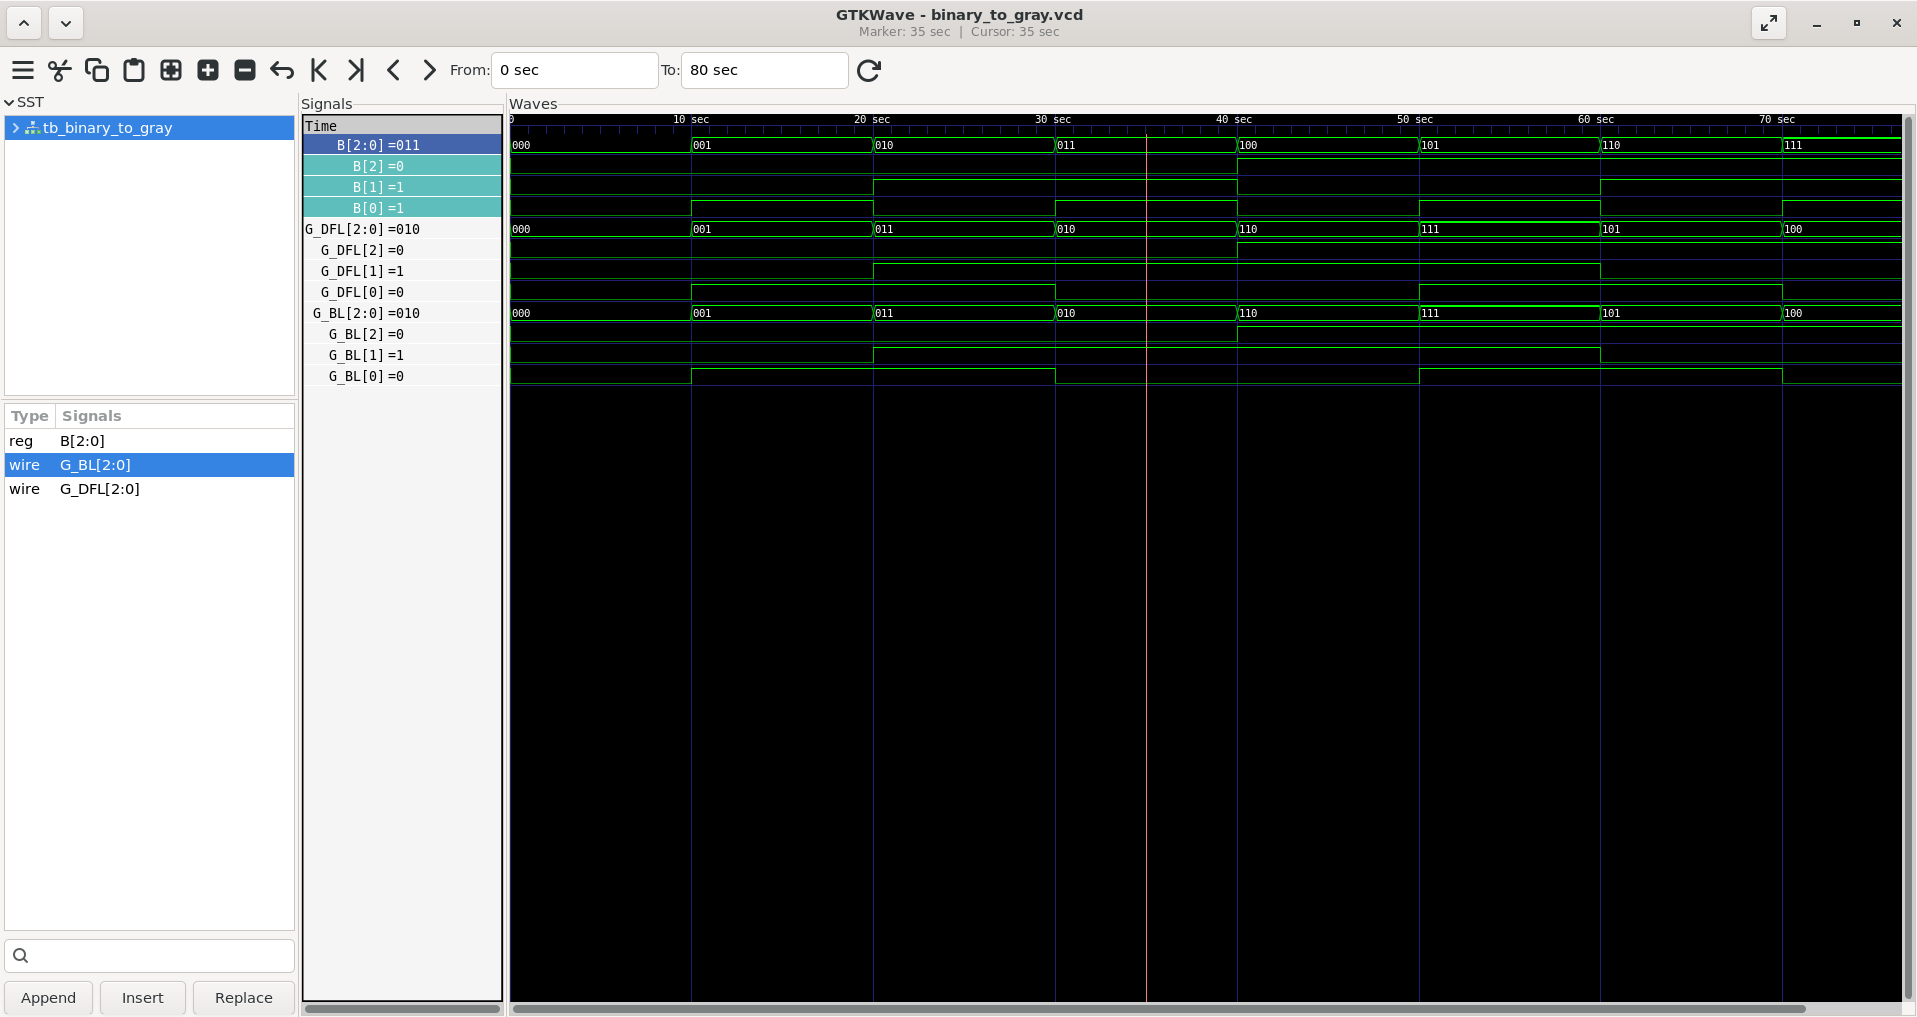 GTKWave - binary_to_gray.vcd
Marker: 35 sec | Cursor: 35 sec
From: 0 sec To: 80 sec
SST
tb_binary_to_gray
Type Signals
reg B[2:0]
wire G_BL[2:0]
wire G_DFL[2:0]
Append Insert Replace
Signals
Time
B[2:0] =011
B[2] =0
B[1] =1
B[0] =1
G_DFL[2:0] =010
G_DFL[2] =0
G_DFL[1] =1
G_DFL[0] =0
G_BL[2:0] =010
G_BL[2] =0
G_BL[1] =1
G_BL[0] =0
Waves
0 10 sec 20 sec 30 sec 40 sec 50 sec 60 sec 70 sec
000 001 010 011 100 101 110 111
000 001 011 010 110 111 101 100
000 001 011 010 110 111 101 100